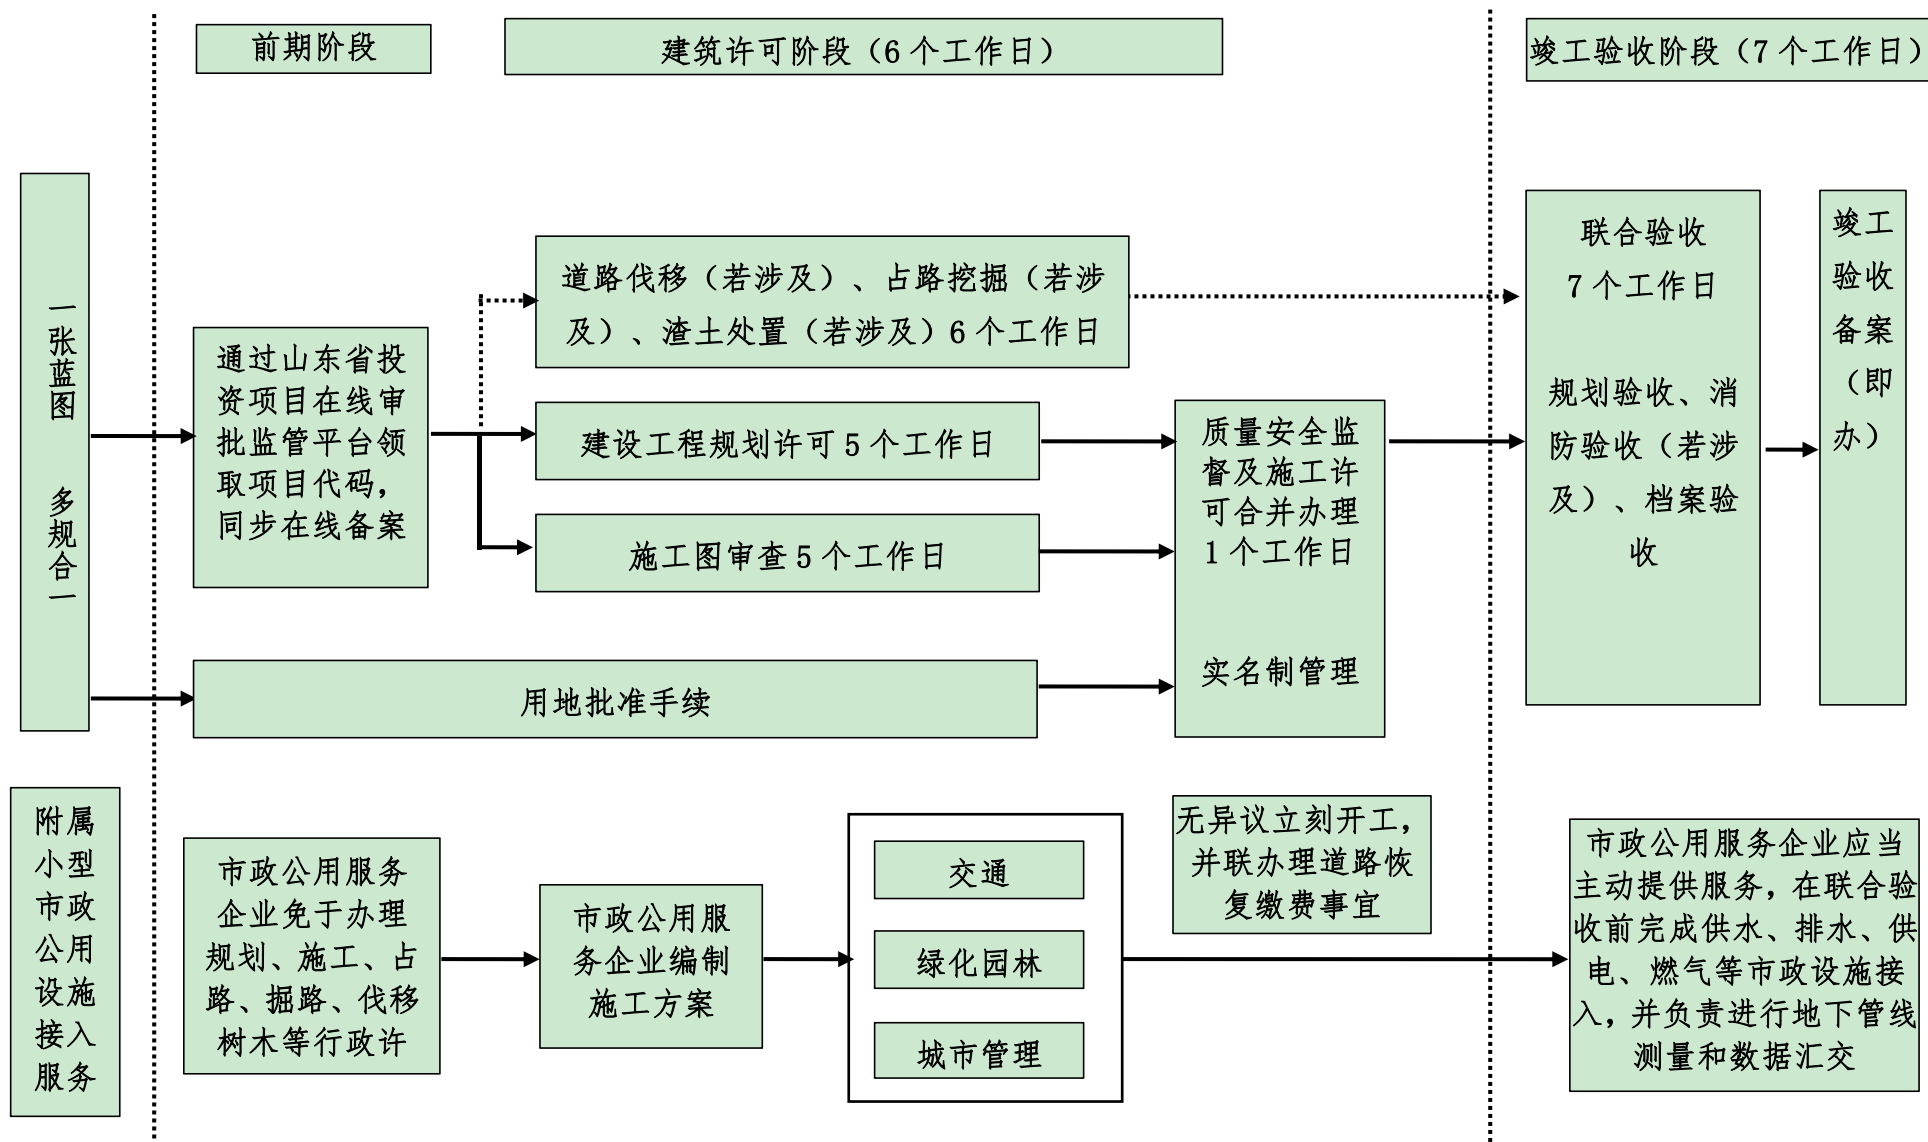 前期阶段
建筑许可阶段（6 个工作日）
竣工验收阶段（7 个工作日）
一张蓝图 多规合一
通过山东省投
资项目在线审
批监管平台领
取项目代码，
同步在线备案
道路伐移（若涉及）、占路挖掘（若涉
及）、渣土处置（若涉及）6 个工作日
建设工程规划许可 5 个工作日
施工图审查 5 个工作日
用地批准手续
质量安全监
督及施工许
可合并办理
1 个工作日
实名制管理
联合验收
7 个工作日
规划验收、消
防验收（若涉
及）、档案验
收
竣工
验收
备案
（即
办）
附属
小型
市政
公用
设施
接入
服务
市政公用服务
企业免于办理
规划、施工、占
路、掘路、伐移
树木等行政许
市政公用服
务企业编制
施工方案
交通
绿化园林
城市管理
无异议立刻开工，
并联办理道路恢
复缴费事宜
市政公用服务企业应当
主动提供服务，在联合验
收前完成供水、排水、供
电、燃气等市政设施接
入，并负责进行地下管线
测量和数据汇交